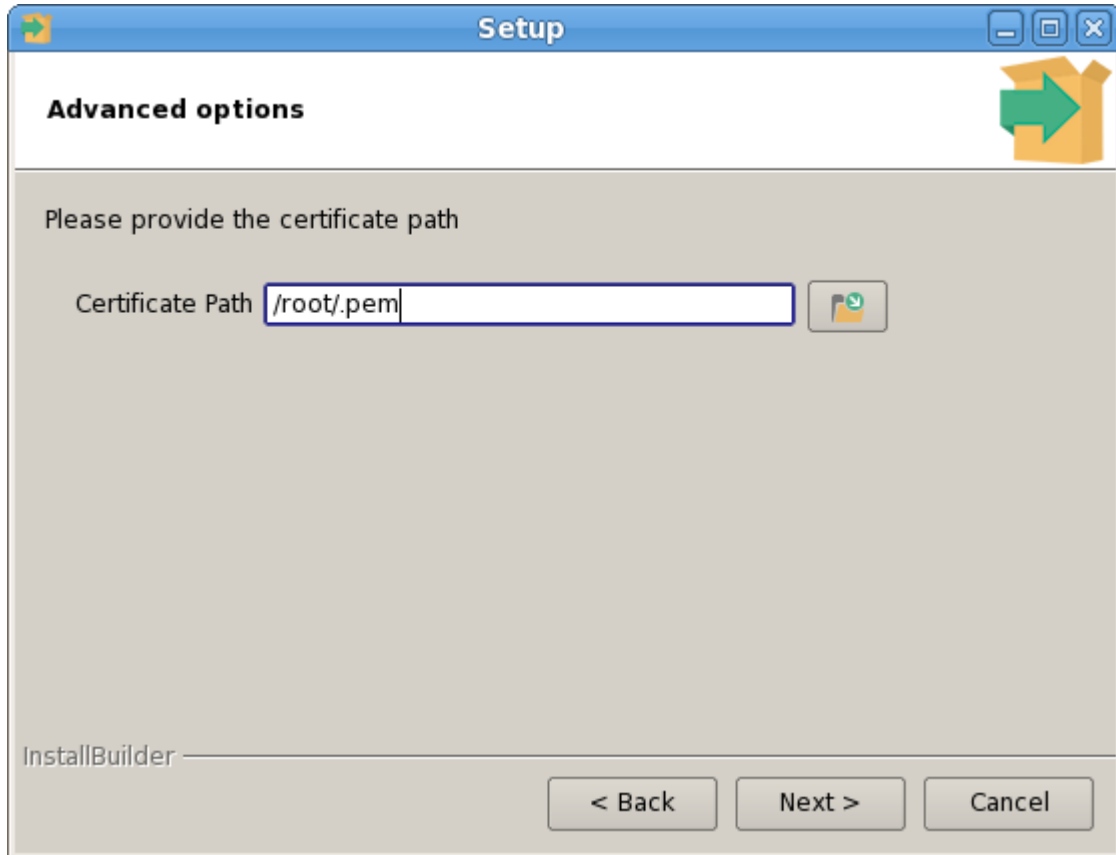 Setup
Advanced options
Please provide the certificate path
Certificate Path /root/.pem
InstallBuilder
< Back Next > Cancel